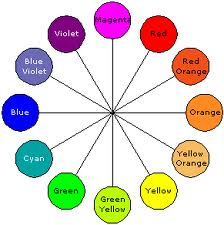 Magenta
Red
Red
Orange
Orange
Yellow
Orange
Yellow
Green
Yellow
Green
Cyan
Blue
Blue
Violet
Violet